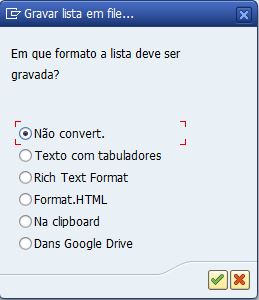 Gravar lista em file...
Em que formato a lista deve ser
gravada?
Não convert.
Texto com tabuladores
Rich Text Format
Format.HTML
Na clipboard
Dans Google Drive